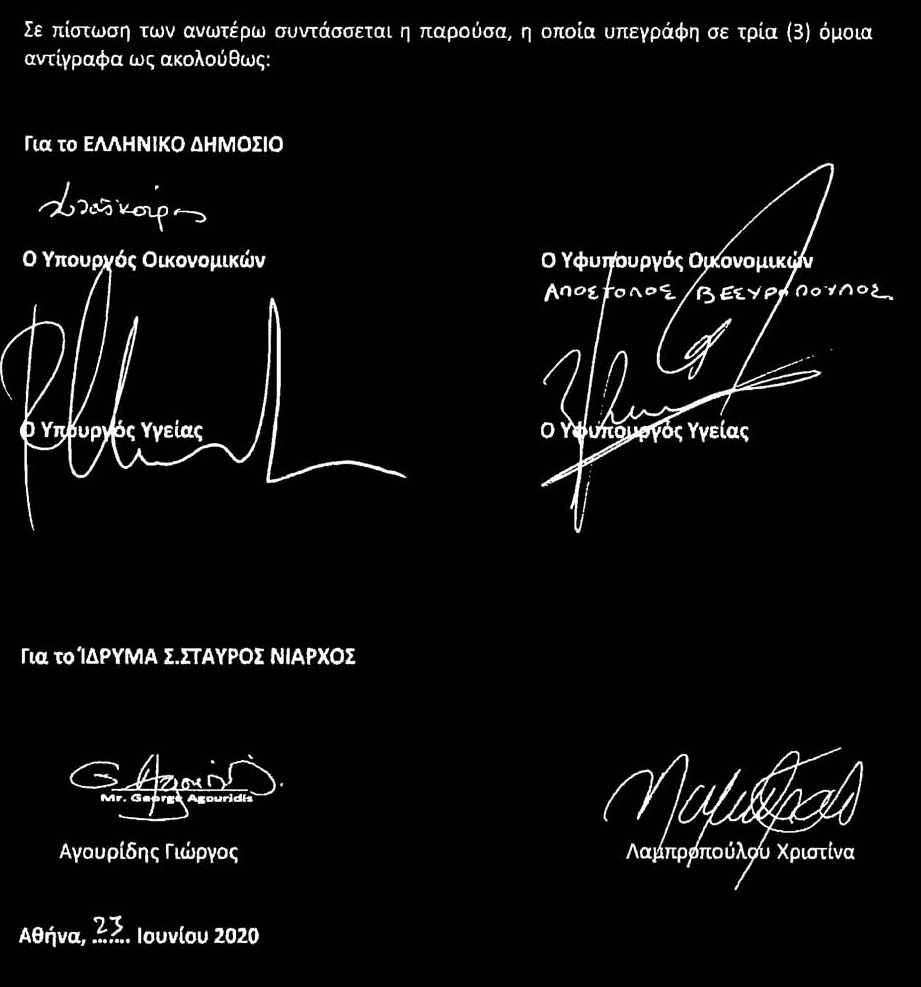 Σε πίστωση των ανωτέρω συντάσσεται η παρούσα, η οποία υπεγράφη σε τρία (3) όμοια
αντίγραφα ως ακολούθως:
Για το ΕΛΛΗΝΙΚΟ ΔΗΜΟΣΙΟ
Ο Υπουργός Οικονομικών
Ο Υφυπουργός Οικονομικών
ΑΠΟΣΤΟΛΟΣ ΒΕΣΥΡΟΠΟΥΛΟΣ
Ο Υπουργός Υγείας
Ο Υφυπουργός Υγείας
Για το ΊΔΡΥΜΑ Σ.ΣΤΑΥΡΟΣ ΝΙΑΡΧΟΣ
Mr. George Agouridis
Αγουρίδης Γιώργος
Λαμπροπούλου Χριστίνα
Αθήνα, 23 Ιουνίου 2020